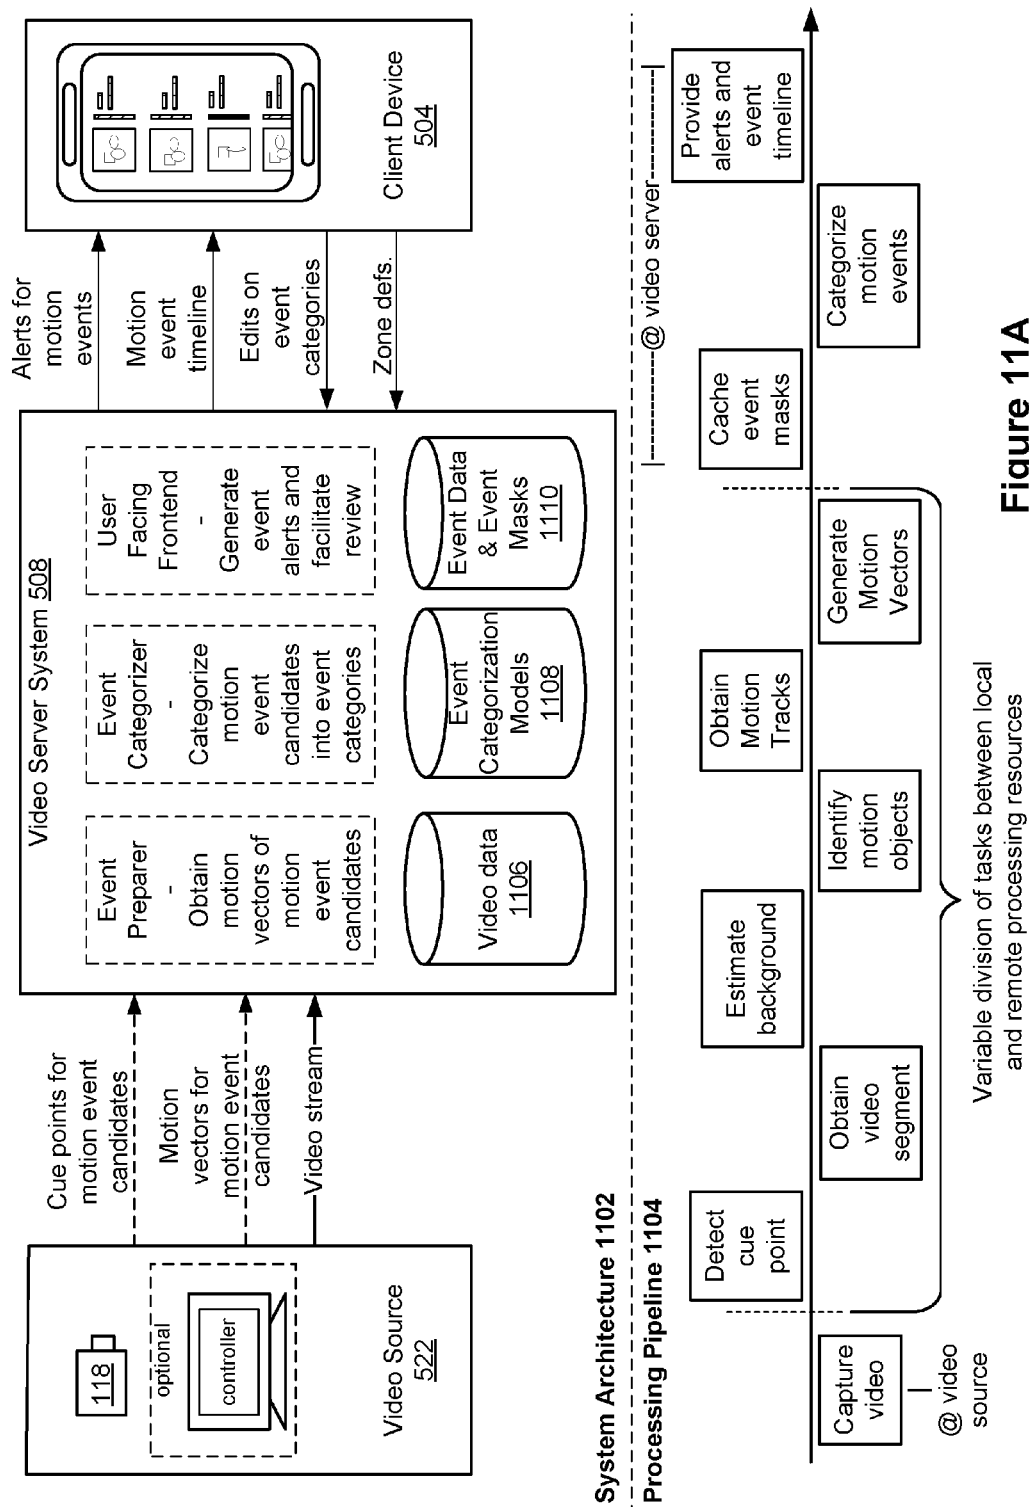 118
optional
controller
Video Source
522
Cue points for
motion event
candidates
Motion
vectors for
motion event
candidates
Video stream
Video Server System 508
Event
Preparer
-
Obtain
motion
vectors of
motion
event
candidates
Event
Categorizer
-
Categorize
motion
event
candidates
into event
categories
User
Facing
Frontend
-
Generate
event
alerts and
facilitate
review
Video data
1106
Event
Categorization
Models
1108
Event Data
& Event
Masks
1110
Alerts for
motion
events
Motion
event
timeline
Edits on
event
categories
Zone defs.
Client Device
504
System Architecture 1102
Processing Pipeline 1104
@ video server
Capture
video
@ video
source
Detect
cue
point
Obtain
video
segment
Estimate
background
Identify
motion
objects
Obtain
Motion
Tracks
Generate
Motion
Vectors
Cache
event
masks
Categorize
motion
events
Provide
alerts and
event
timeline
Variable division of tasks between local
and remote processing resources
Figure 11A